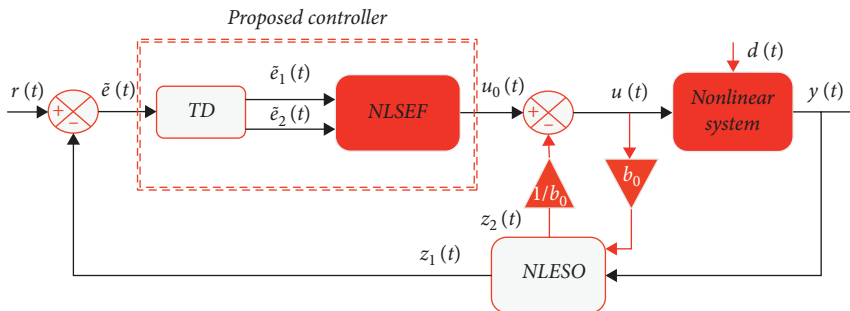 Proposed controller
r(t)
+
−
ẽ(t)
TD
ẽ₁(t)
ẽ₂(t)
NLSEF
u₀(t)
+
−
u(t)
d(t)
Nonlinear
system
y(t)
1/b₀
b₀
z₂(t)
z₁(t)
NLESO